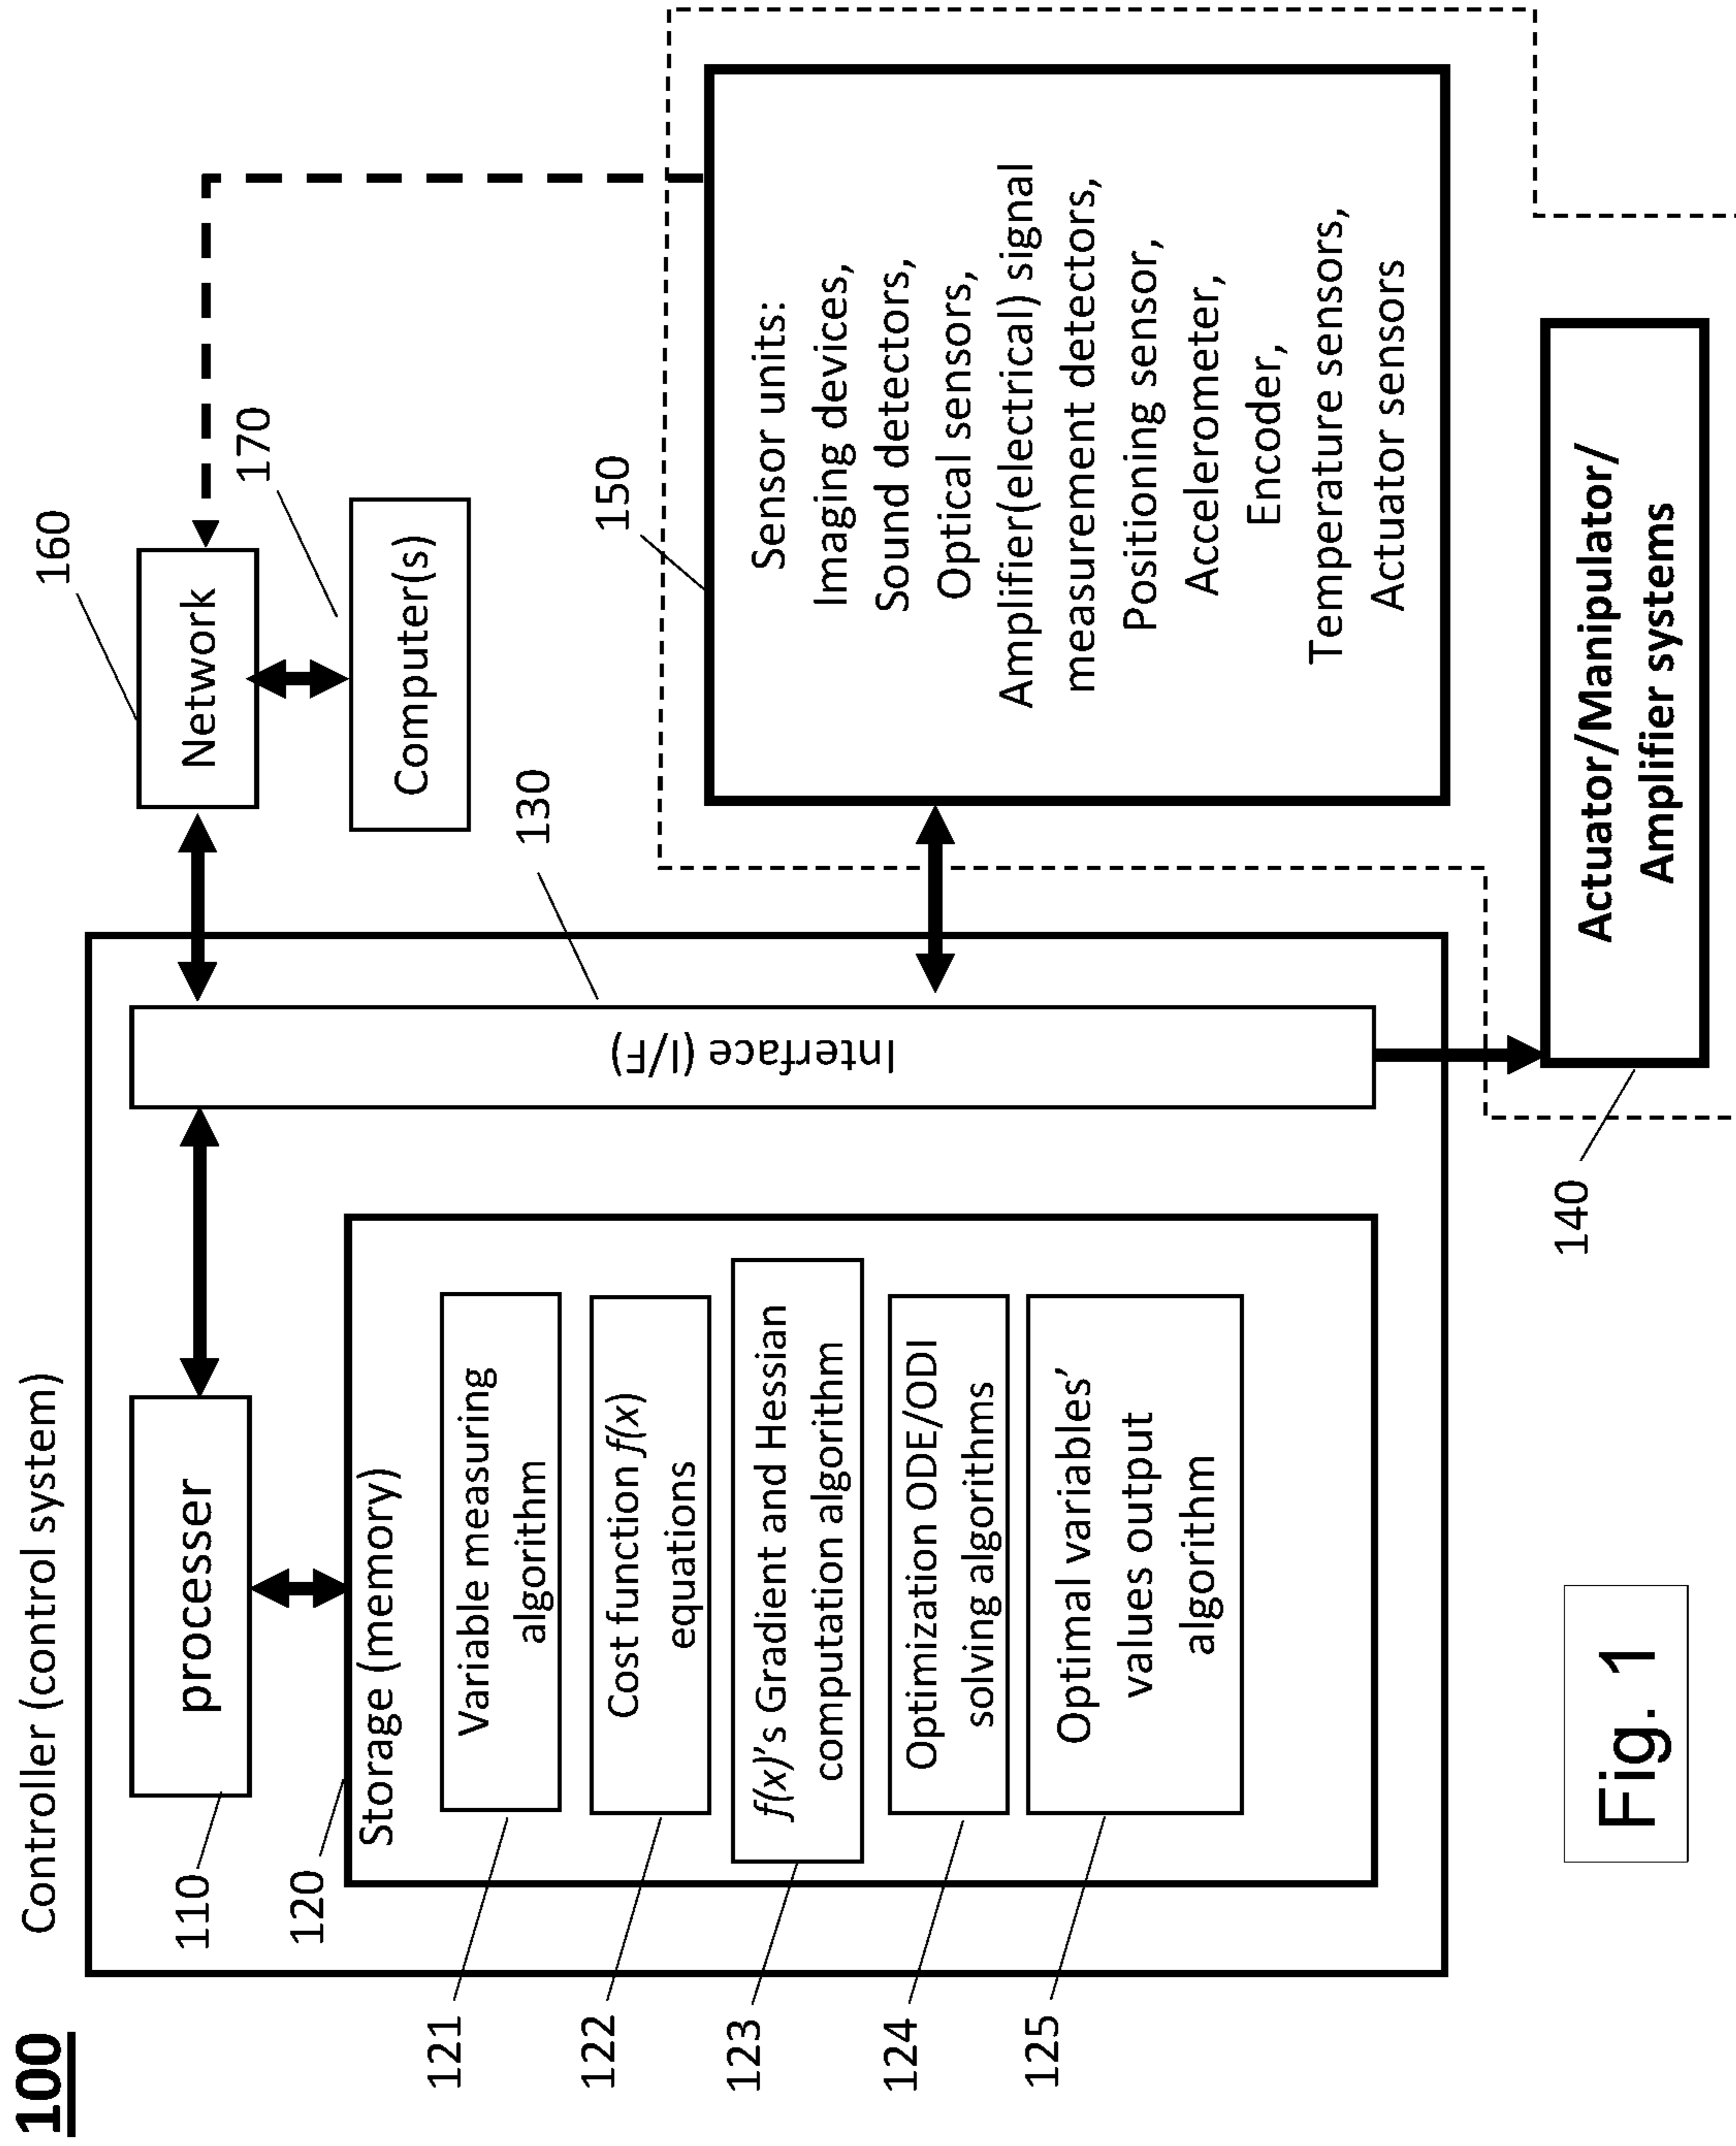 100
Controller (control system)
110
processer
120
Storage (memory)
121
Variable measuring
algorithm
122
Cost function f(x)
equations
123
f(x)'s Gradient and Hessian
computation algorithm
124
Optimization ODE/ODI
solving algorithms
125
Optimal variables’
values output
algorithm
Interface (I/F)
130
160
Network
170
Computer(s)
150
Sensor units:
Imaging devices,
Sound detectors,
Optical sensors,
Amplifier(electrical) signal
measurement detectors,
Positioning sensor,
Accelerometer,
Encoder,
Temperature sensors,
Actuator sensors
140
Actuator/Manipulator/
Amplifier systems
Fig. 1